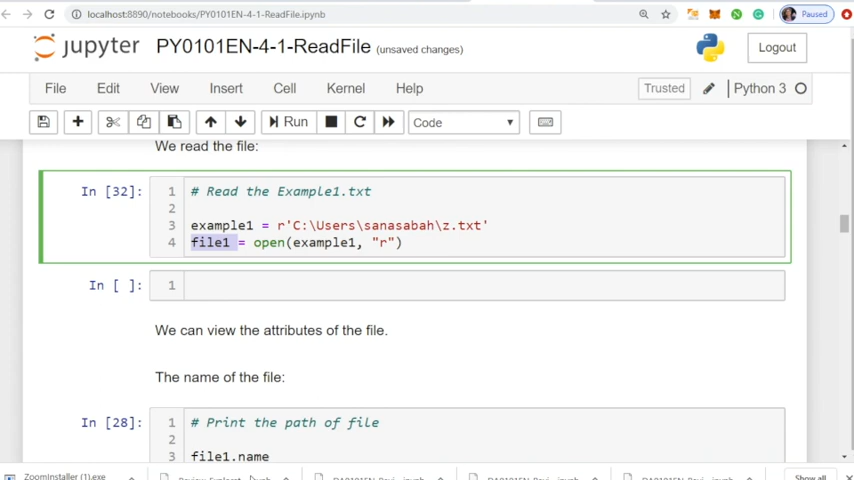 localhost:8890/notebooks/PY0101EN-4-1-ReadFile.ipynb
Paused
jupyter PY0101EN-4-1-ReadFile (unsaved changes)
Logout
File Edit View Insert Cell Kernel Help
Trusted Python 3
Run Code
We read the file:
In [32]: 1 # Read the Example1.txt
2
3 example1 = r'C:\Users\sanasabah\z.txt'
4 file1 = open(example1, "r")
In [ ]: 1
We can view the attributes of the file.
The name of the file:
In [28]: 1 # Print the path of file
2
3 file1.name
ZoomInstaller (1).exe
Show all